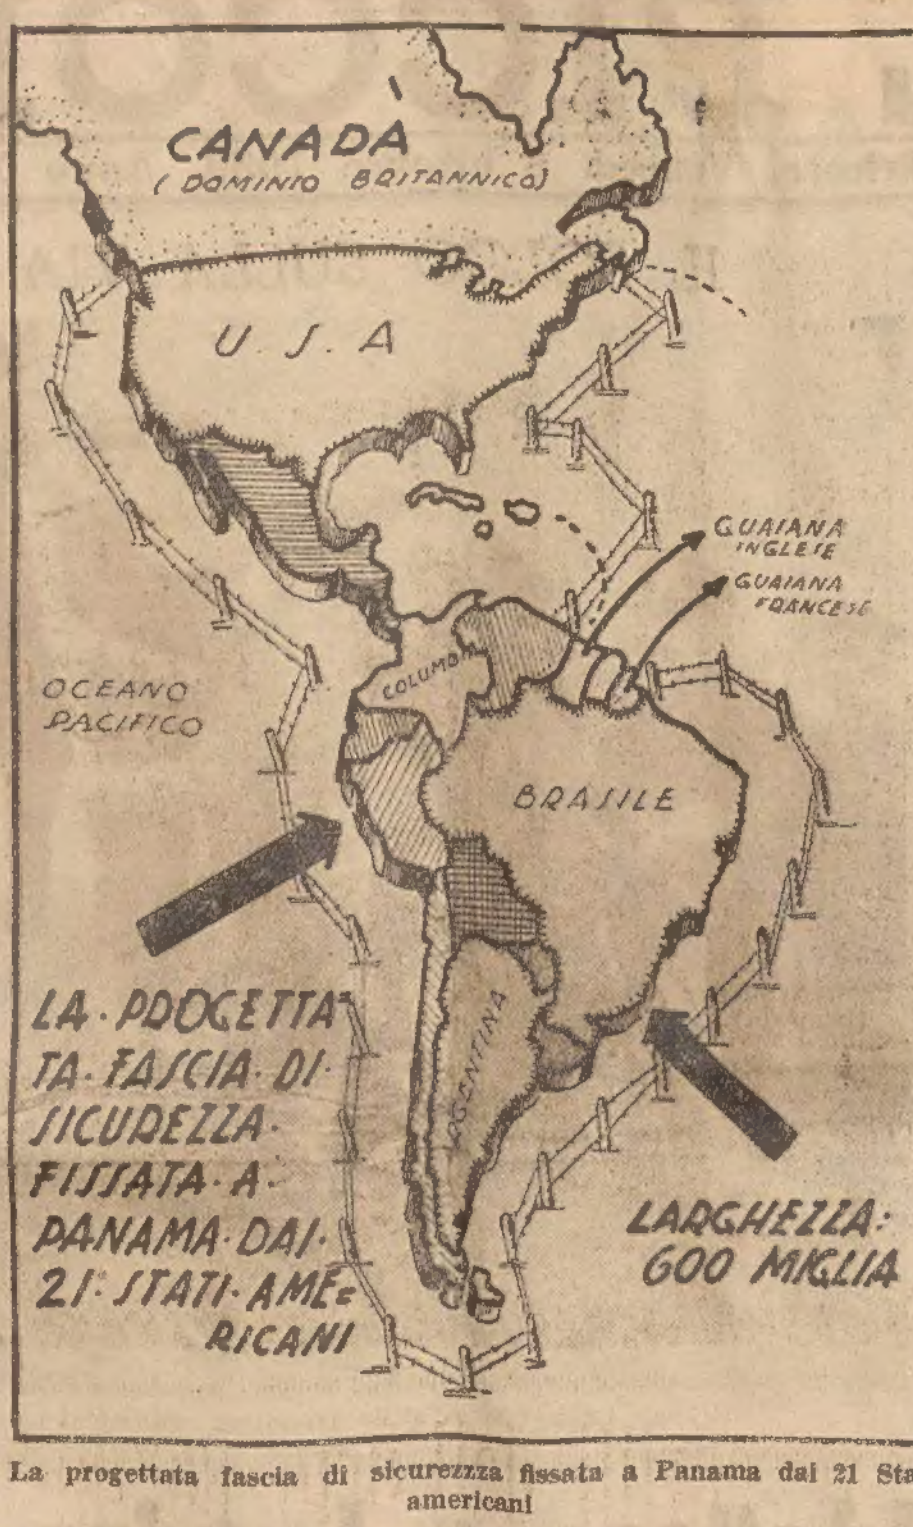 CANADA
( DOMINIO BRITANNICO)
U. S. A
GUAIANA
INGLESE
GUAIANA
FRANCESE
COLUMBIA
OCEANO
PACIFICO
BRASILE
ARGENTINA
LA. PROGETTA=
TA. FASCIA. DI.
SICUREZZA.
FISSATA. A.
PANAMA. DAI.
21. STATI. AME=
RICANI
LARGHEZZA:
600 MIGLIA
La progettata fascia di sicurezzza fissata a Panama dai 21 Sta
americani